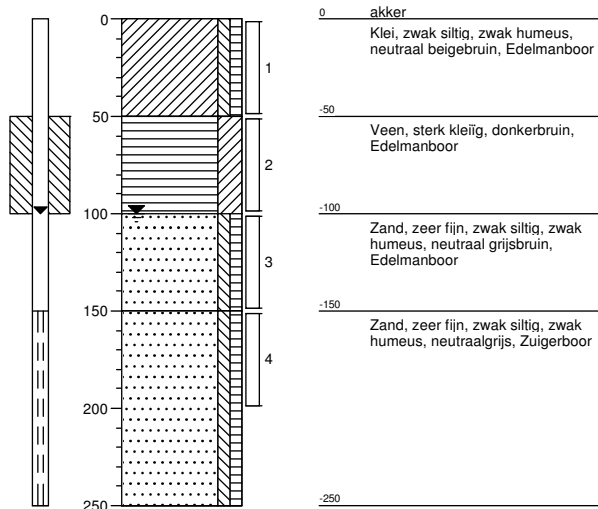 0
50
100
150
200
250
1
2
3
4
0 akker
Klei, zwak siltig, zwak humeus,
neutraal beigebruin, Edelmanboor
-50
Veen, sterk kleiïg, donkerbruin,
Edelmanboor
-100
Zand, zeer fijn, zwak siltig, zwak
humeus, neutraal grijsbruin,
Edelmanboor
-150
Zand, zeer fijn, zwak siltig, zwak
humeus, neutraalgrijs, Zuigerboor
-250